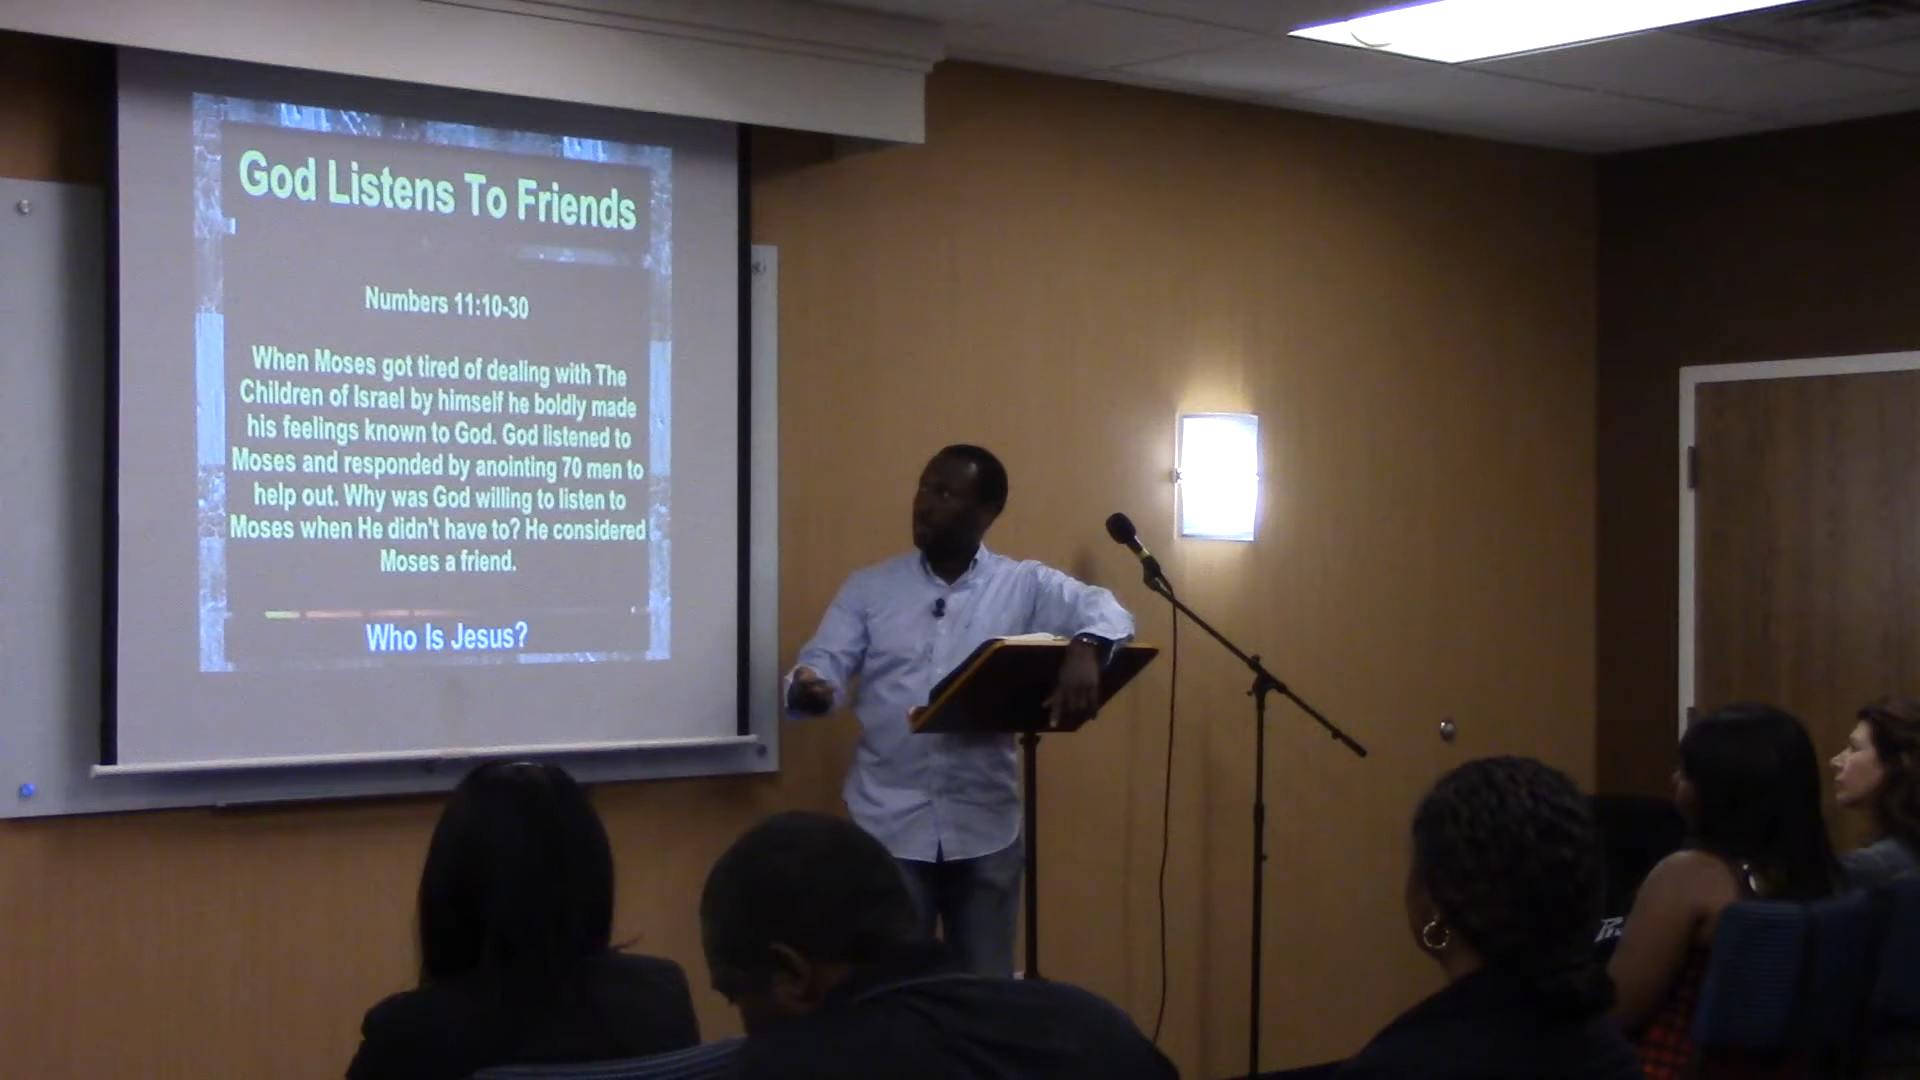 God Listens To Friends
Numbers 11:10-30
When Moses got tired of dealing with The
Children of Israel by himself he boldly made
his feelings known to God. God listened to
Moses and responded by anointing 70 men to
help out. Why was God willing to listen to
Moses when He didn't have to? He considered
Moses a friend.
Who Is Jesus?